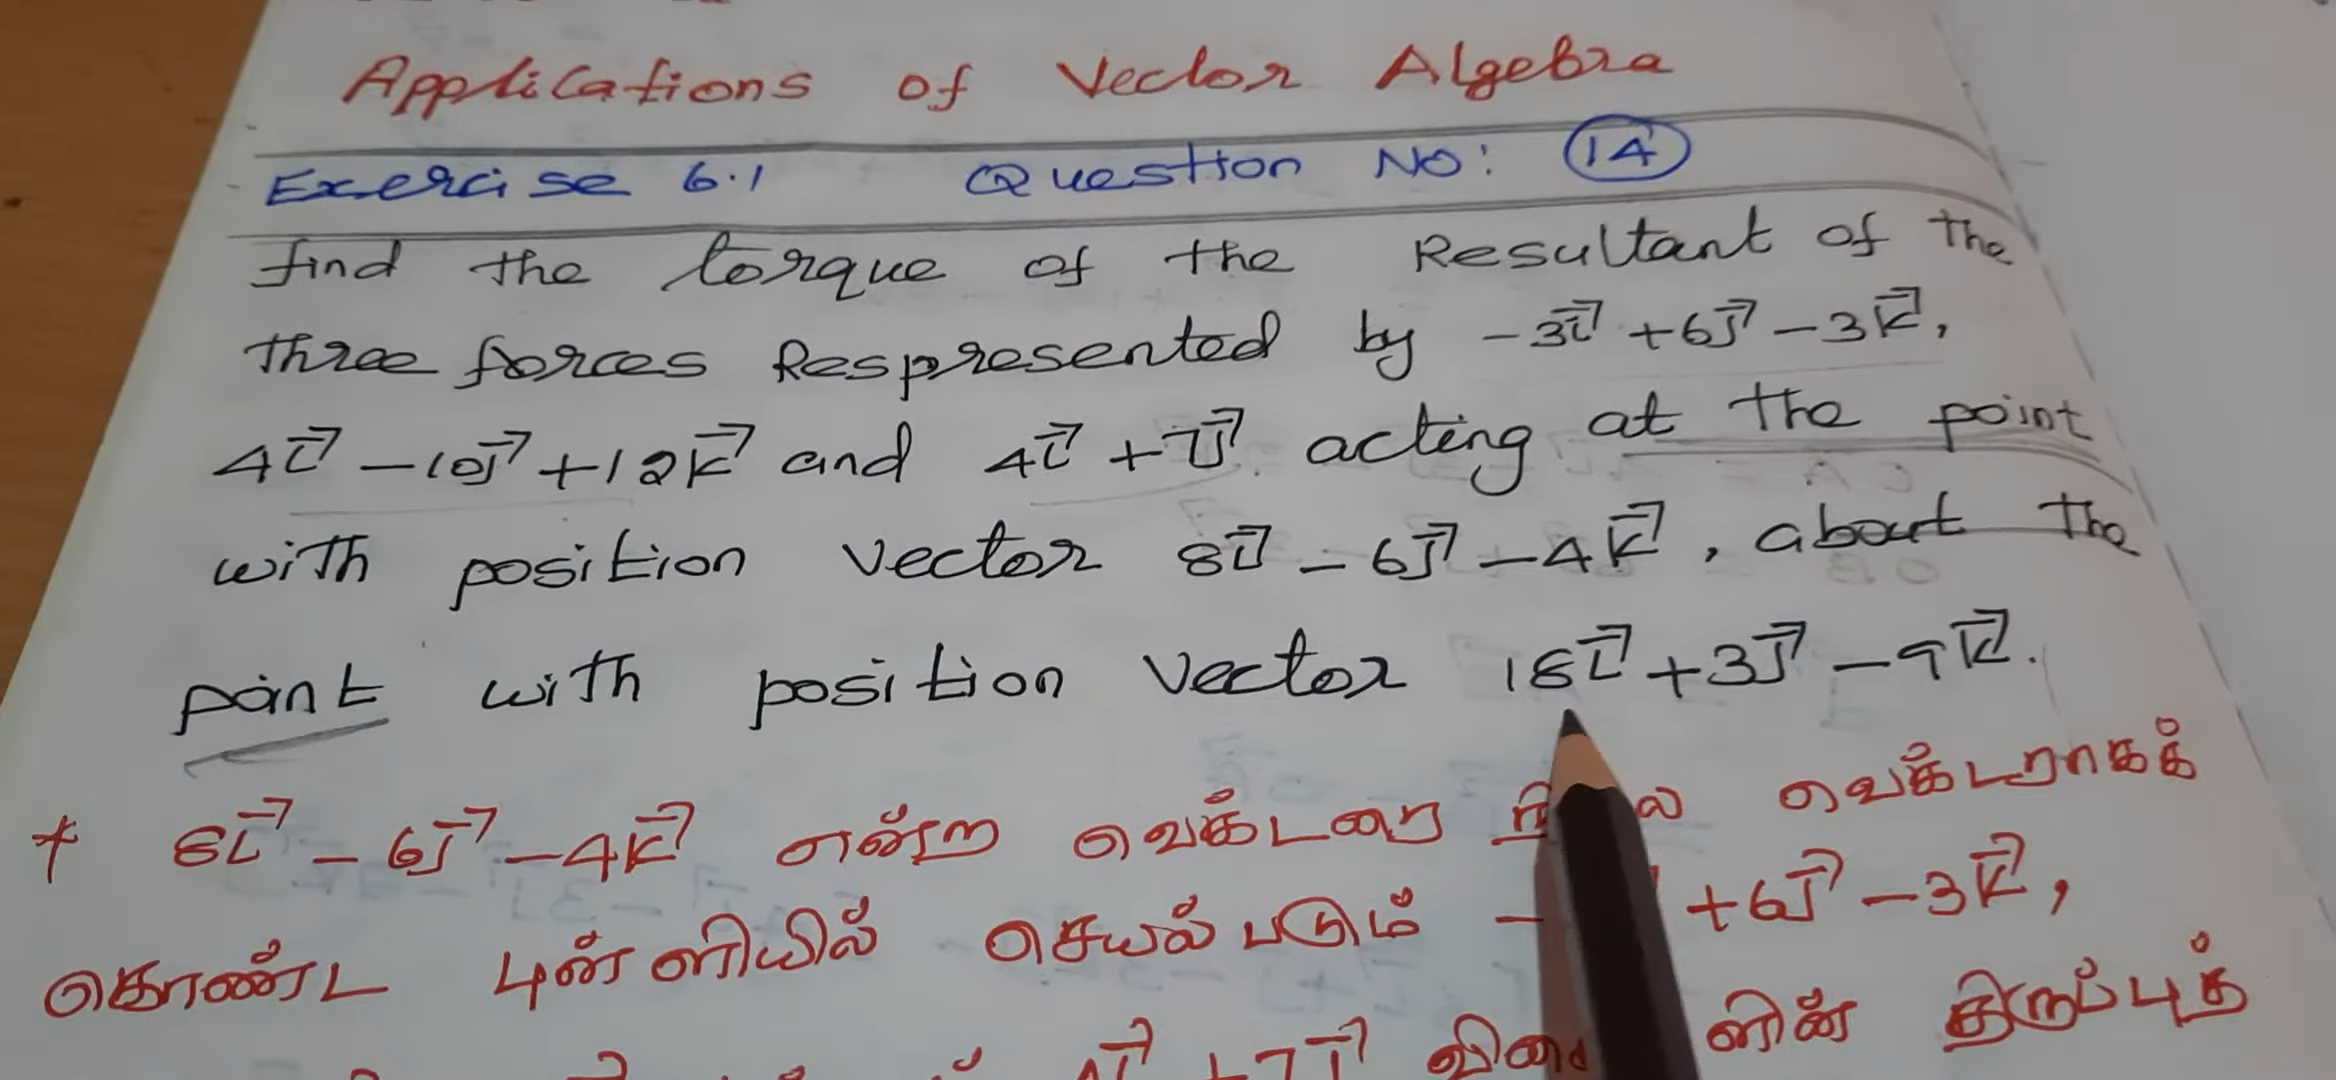 Applications of Vector Algebra
Exercise 6.1 Question No: 14
find the torque of the Resultant of the
three forces Respresented by -3i⃗ +6j⃗ -3k⃗,
4i⃗ -10j⃗ +12k⃗ and 4i⃗ +7j⃗ acting at the point
with position vector 8i⃗ -6j⃗ -4k⃗, about the
point with position vector 18i⃗ +3j⃗ -9k⃗.
+ 8i⃗ -6j⃗ -4k⃗ என்ற வெக்டரை வெக்டராகக்
கொண்ட புள்ளியில் செயல்படும் - +6j⃗ -3k⃗,
4i⃗ +7j⃗ ளின் திருப்புத்